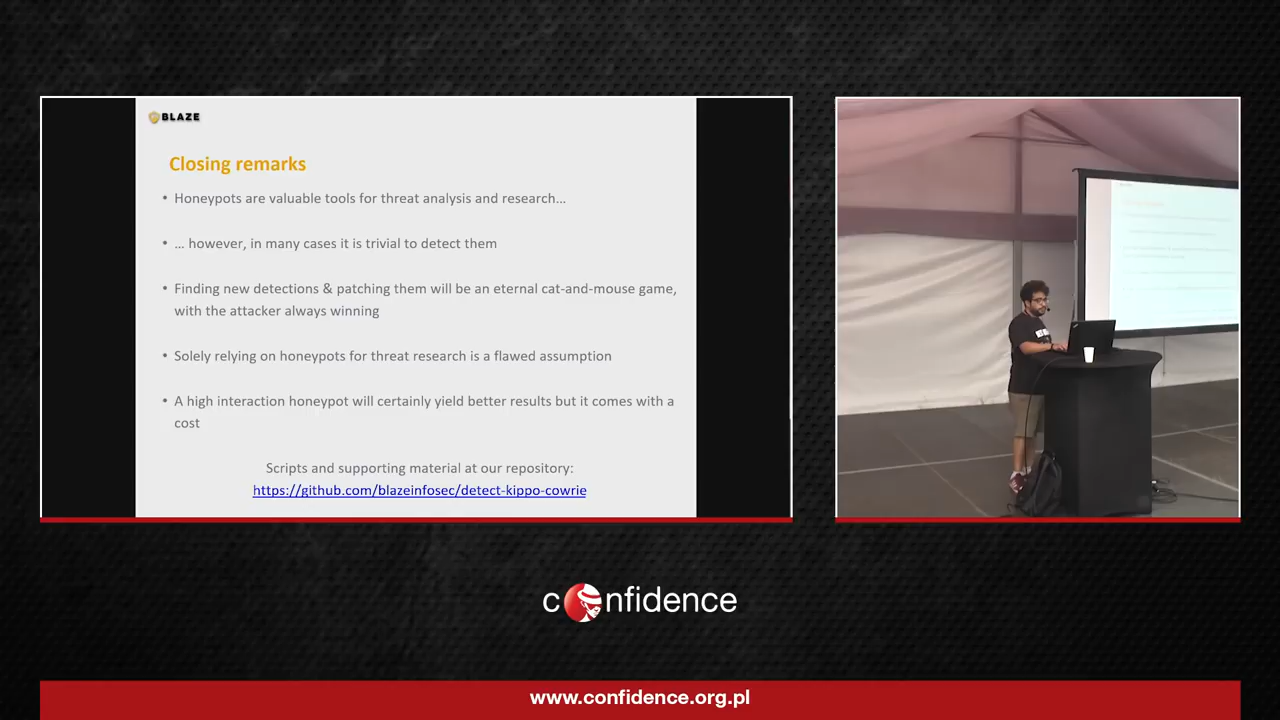 BLAZE
Closing remarks
• Honeypots are valuable tools for threat analysis and research...
• ... however, in many cases it is trivial to detect them
• Finding new detections & patching them will be an eternal cat-and-mouse game,
with the attacker always winning
• Solely relying on honeypots for threat research is a flawed assumption
• A high interaction honeypot will certainly yield better results but it comes with a
cost
Scripts and supporting material at our repository:
https://github.com/blazeinfosec/detect-kippo-cowrie
confidence
www.confidence.org.pl